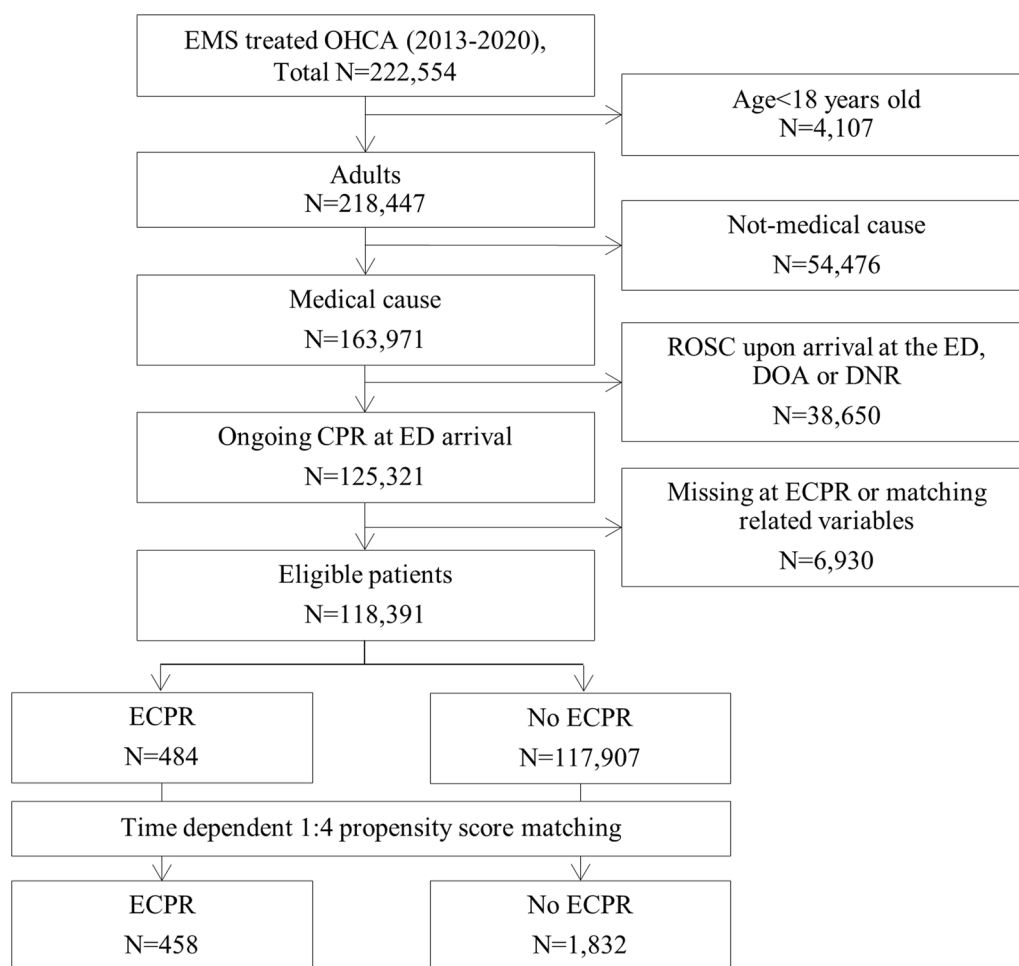 EMS treated OHCA (2013-2020),
Total N=222,554
Age<18 years old
N=4,107
Adults
N=218,447
Not-medical cause
N=54,476
Medical cause
N=163,971
ROSC upon arrival at the ED,
DOA or DNR
N=38,650
Ongoing CPR at ED arrival
N=125,321
Missing at ECPR or matching
related variables
N=6,930
Eligible patients
N=118,391
ECPR
N=484
No ECPR
N=117,907
Time dependent 1:4 propensity score matching
ECPR
N=458
No ECPR
N=1,832